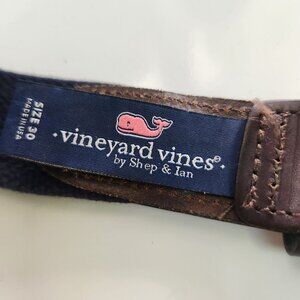 SIZE 30
MADE IN USA
· vineyard vines® ·
by Shep & Ian